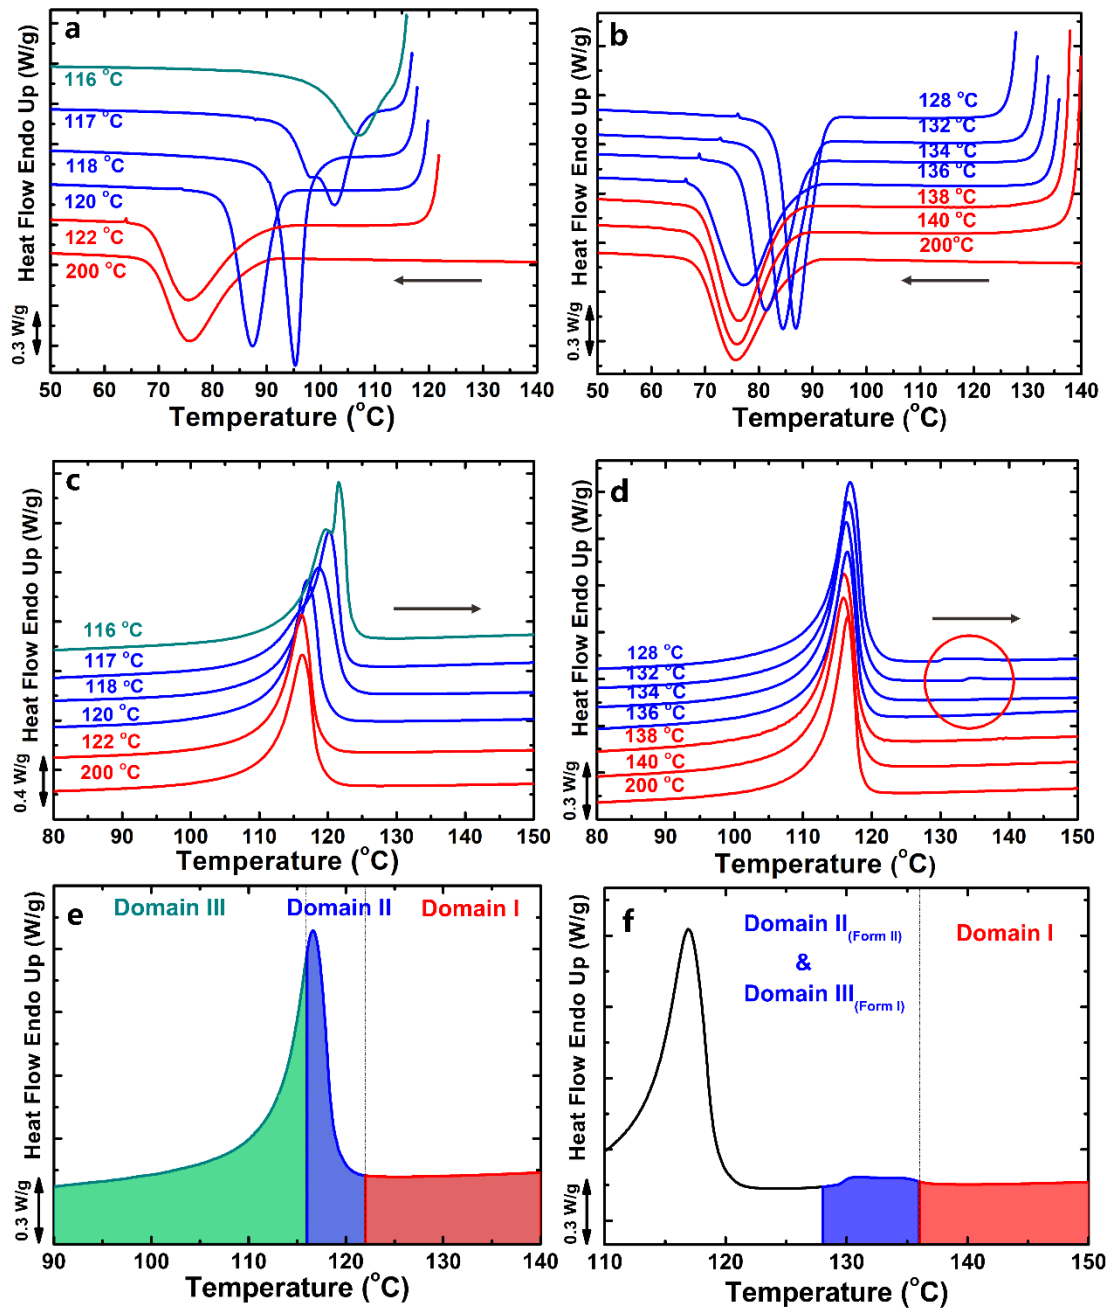 a
Heat Flow Endo Up (W/g)
0.3 W/g
116 °C
117 °C
118 °C
120 °C
122 °C
200 °C
50 60 70 80 90 100 110 120 130 140
Temperature (°C)
b
Heat Flow Endo Up (W/g)
0.3 W/g
128 °C
132 °C
134 °C
136 °C
138 °C
140 °C
200°C
50 60 70 80 90 100 110 120 130 140
Temperature (°C)
c
Heat Flow Endo Up (W/g)
0.4 W/g
116 °C
117 °C
118 °C
120 °C
122 °C
200 °C
80 90 100 110 120 130 140 150
Temperature (°C)
d
Heat Flow Endo Up (W/g)
0.3 W/g
128 °C
132 °C
134 °C
136 °C
138 °C
140 °C
200 °C
80 90 100 110 120 130 140 150
Temperature (°C)
e
Heat Flow Endo Up (W/g)
0.3 W/g
Domain III Domain II Domain I
90 100 110 120 130 140
Temperature (°C)
f
Heat Flow Endo Up (W/g)
0.3 W/g
Domain II(Form II)
&
Domain III(Form I)
Domain I
110 120 130 140 150
Temperature (°C)